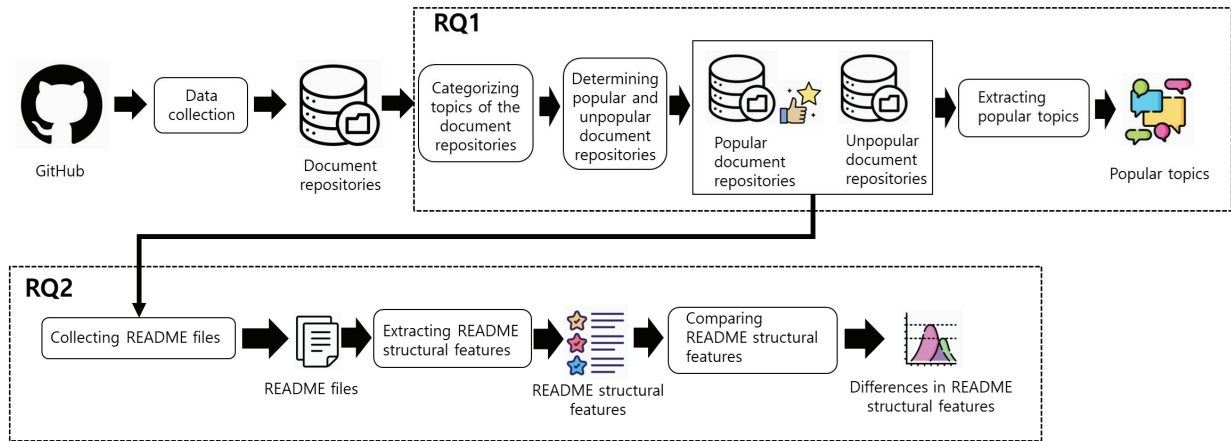 RQ1
GitHub
Data
collection
Document
repositories
Categorizing
topics of the
document
repositories
Determining
popular and
unpopular
document
repositories
Popular
document
repositories
Unpopular
document
repositories
Extracting
popular topics
Popular topics
RQ2
Collecting README files
README files
Extracting README
structural features
README structural
features
Comparing
README structural
features
Differences in README
structural features